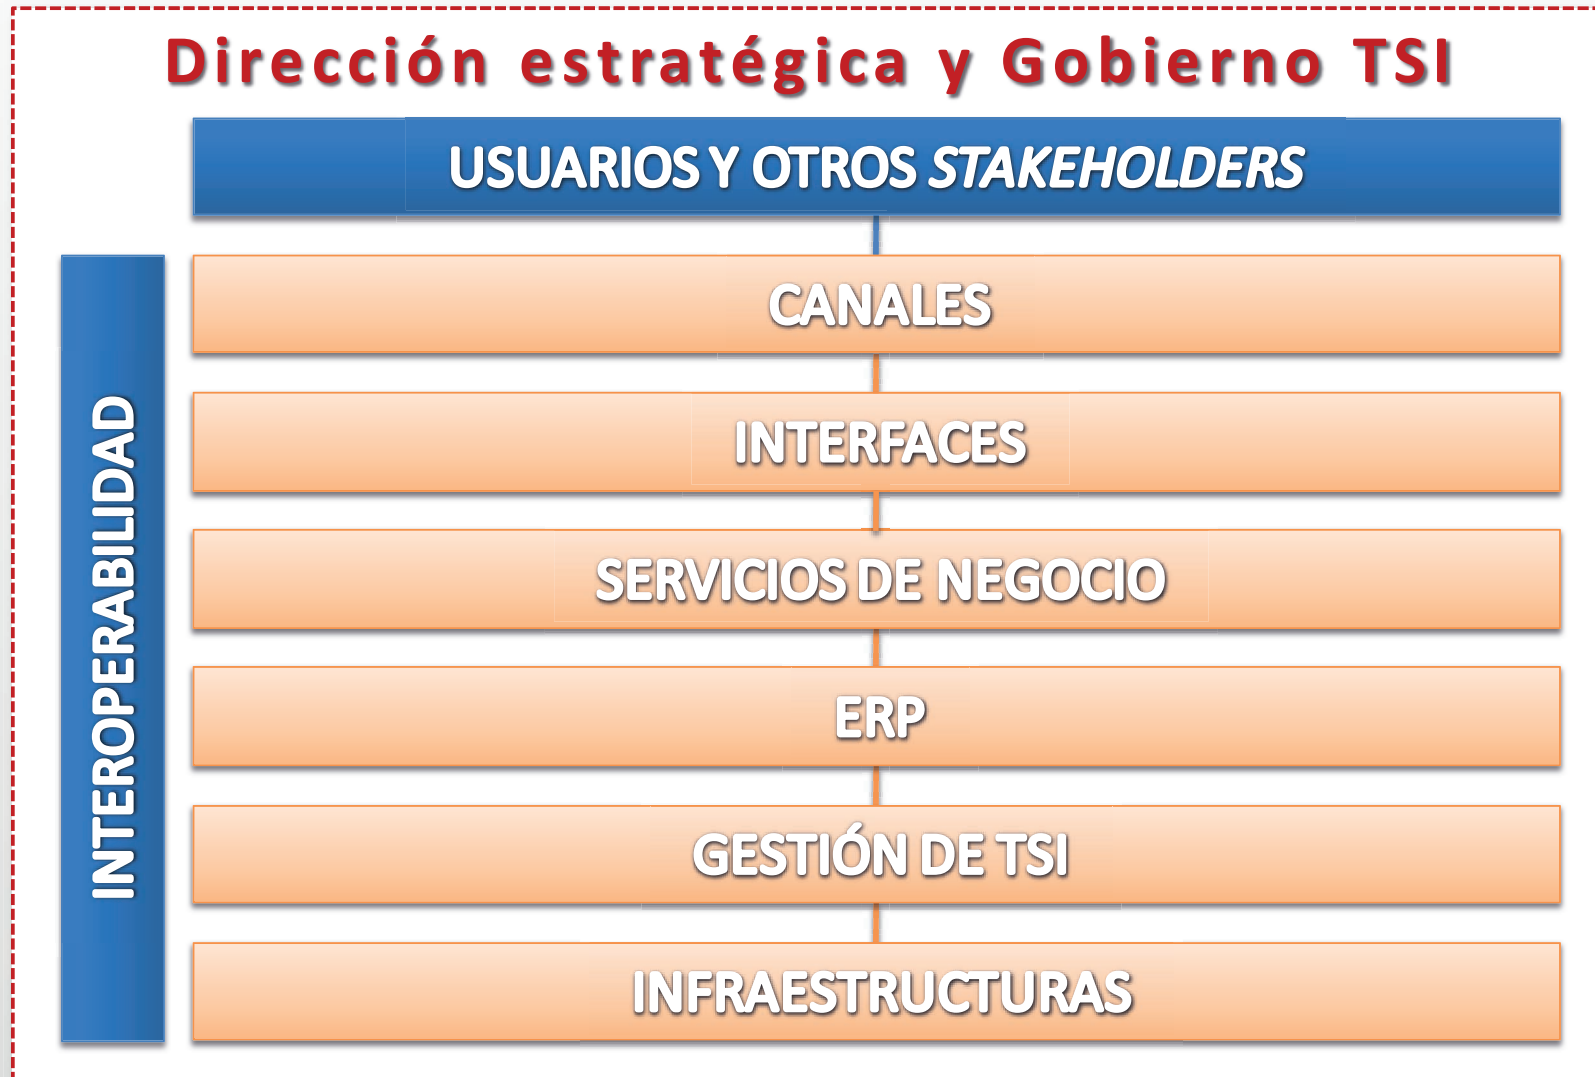 Dirección estratégica y Gobierno TSI
USUARIOS Y OTROS STAKEHOLDERS
INTEROPERABILIDAD
CANALES
INTERFACES
SERVICIOS DE NEGOCIO
ERP
GESTIÓN DE TSI
INFRAESTRUCTURAS